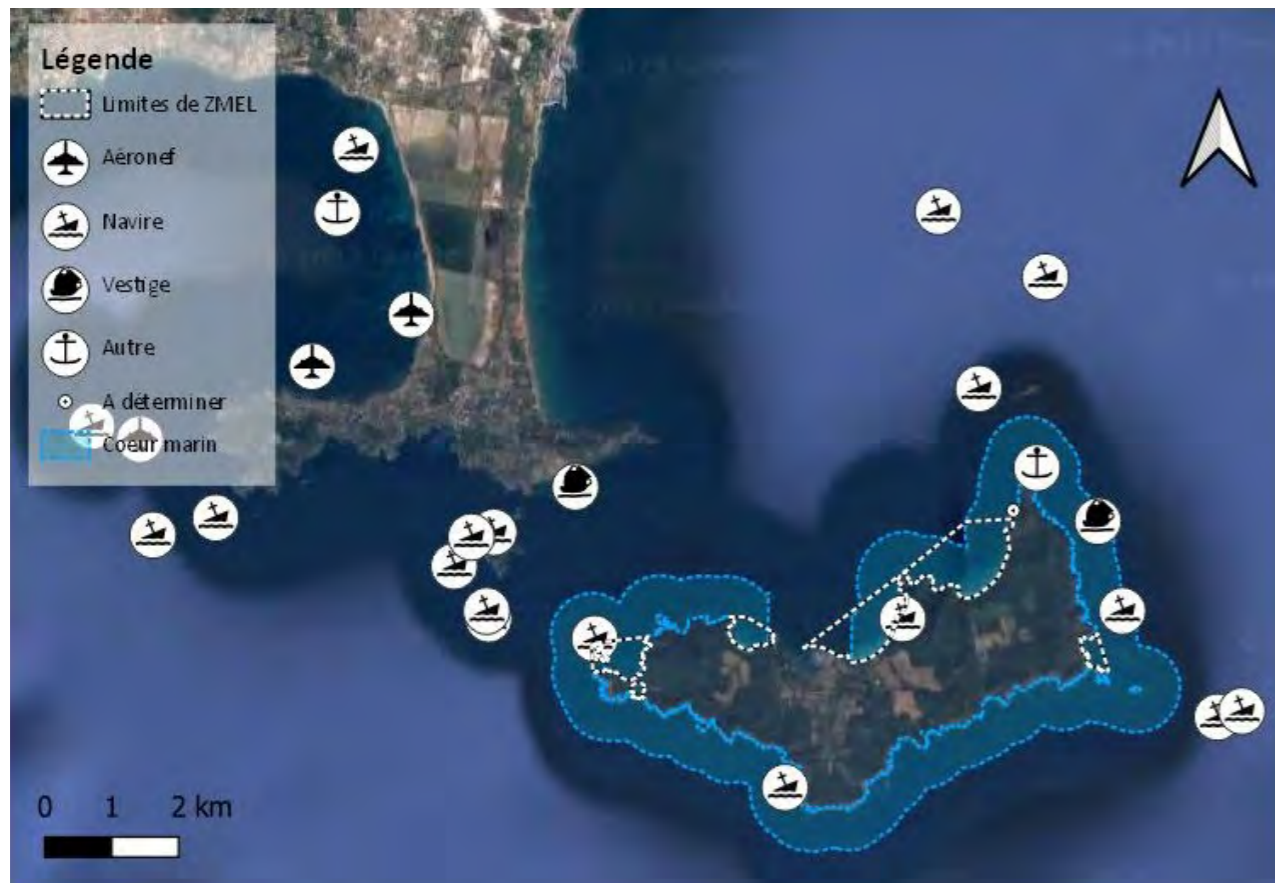 Légende
Limites de ZMEL
Aéronef
Navire
Vestige
Autre
A déterminer
Coeur marin
0 1 2 km